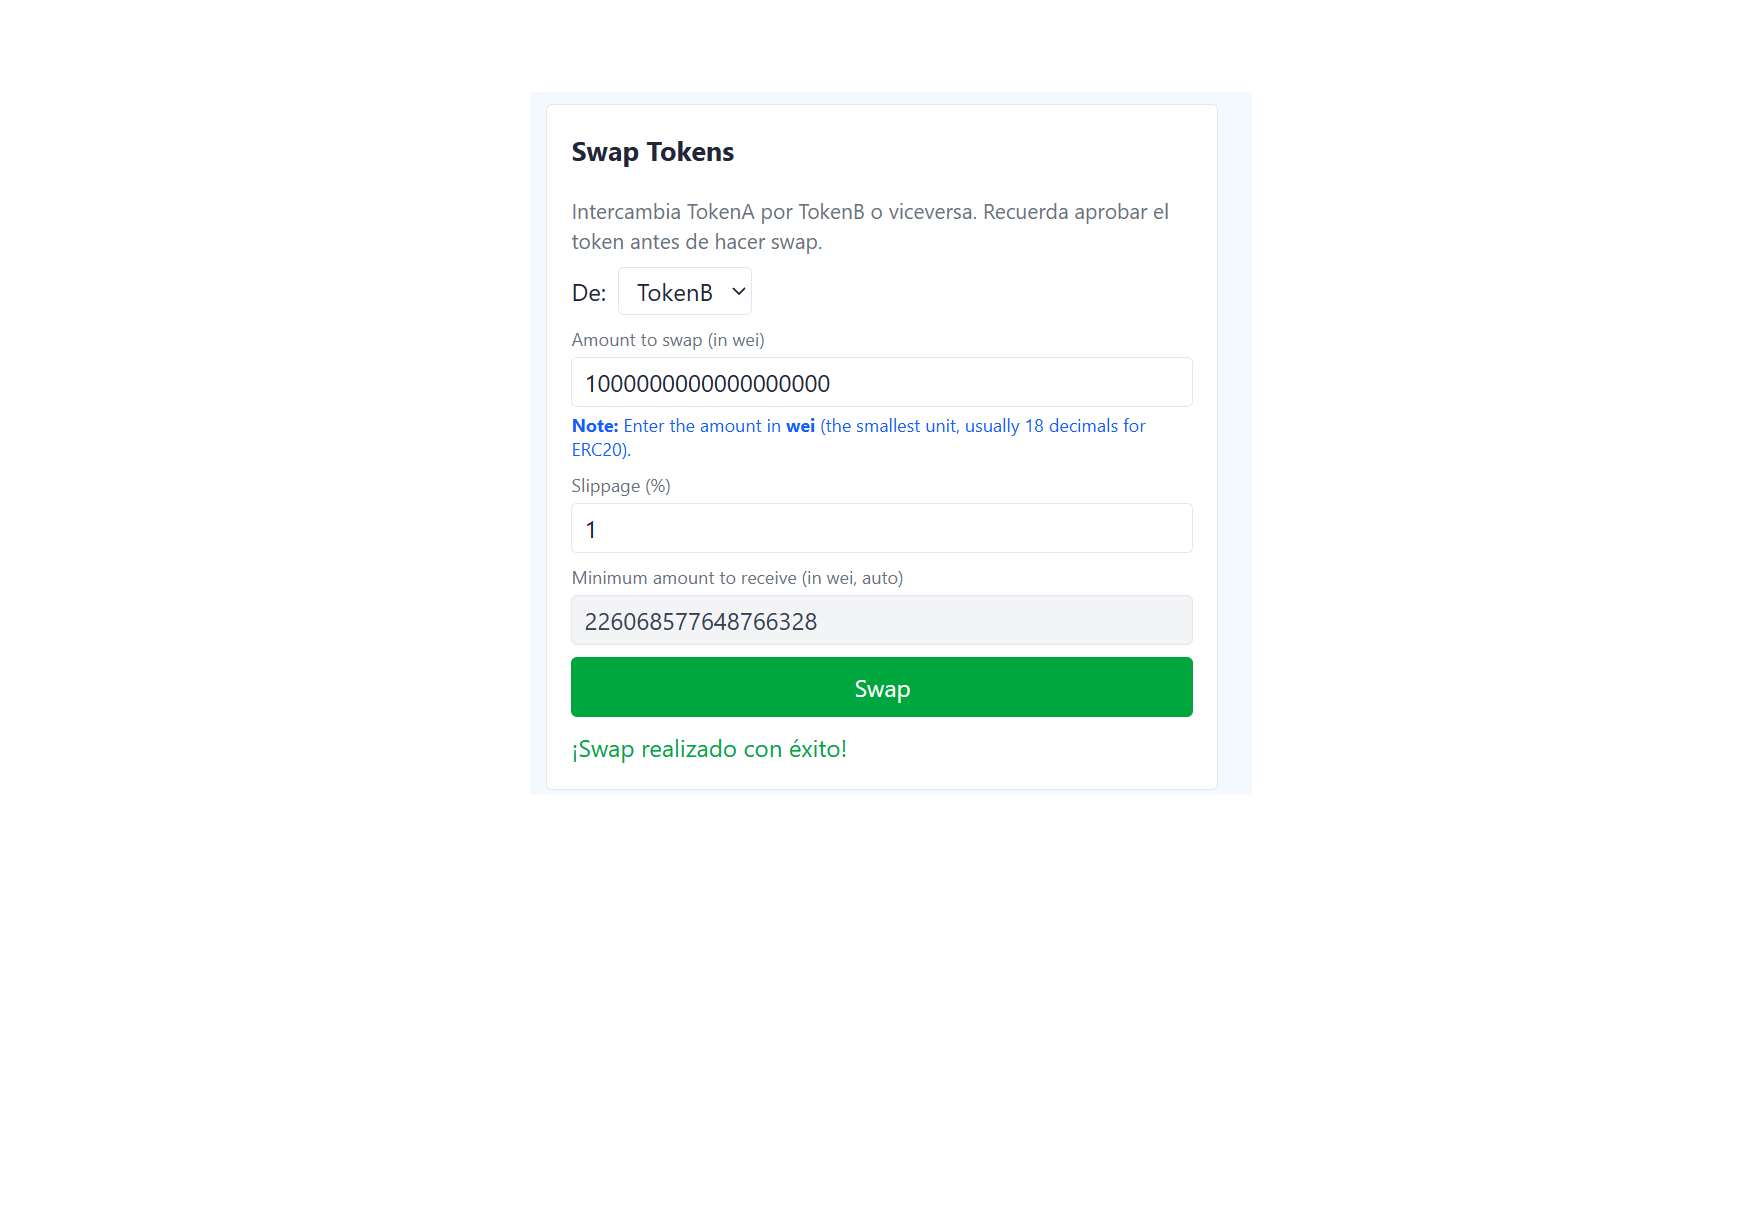 Swap Tokens
Intercambia TokenA por TokenB o viceversa. Recuerda aprobar el
token antes de hacer swap.
De: TokenB
Amount to swap (in wei)
1000000000000000000
Note: Enter the amount in wei (the smallest unit, usually 18 decimals for
ERC20).
Slippage (%)
1
Minimum amount to receive (in wei, auto)
226068577648766328
Swap
¡Swap realizado con éxito!